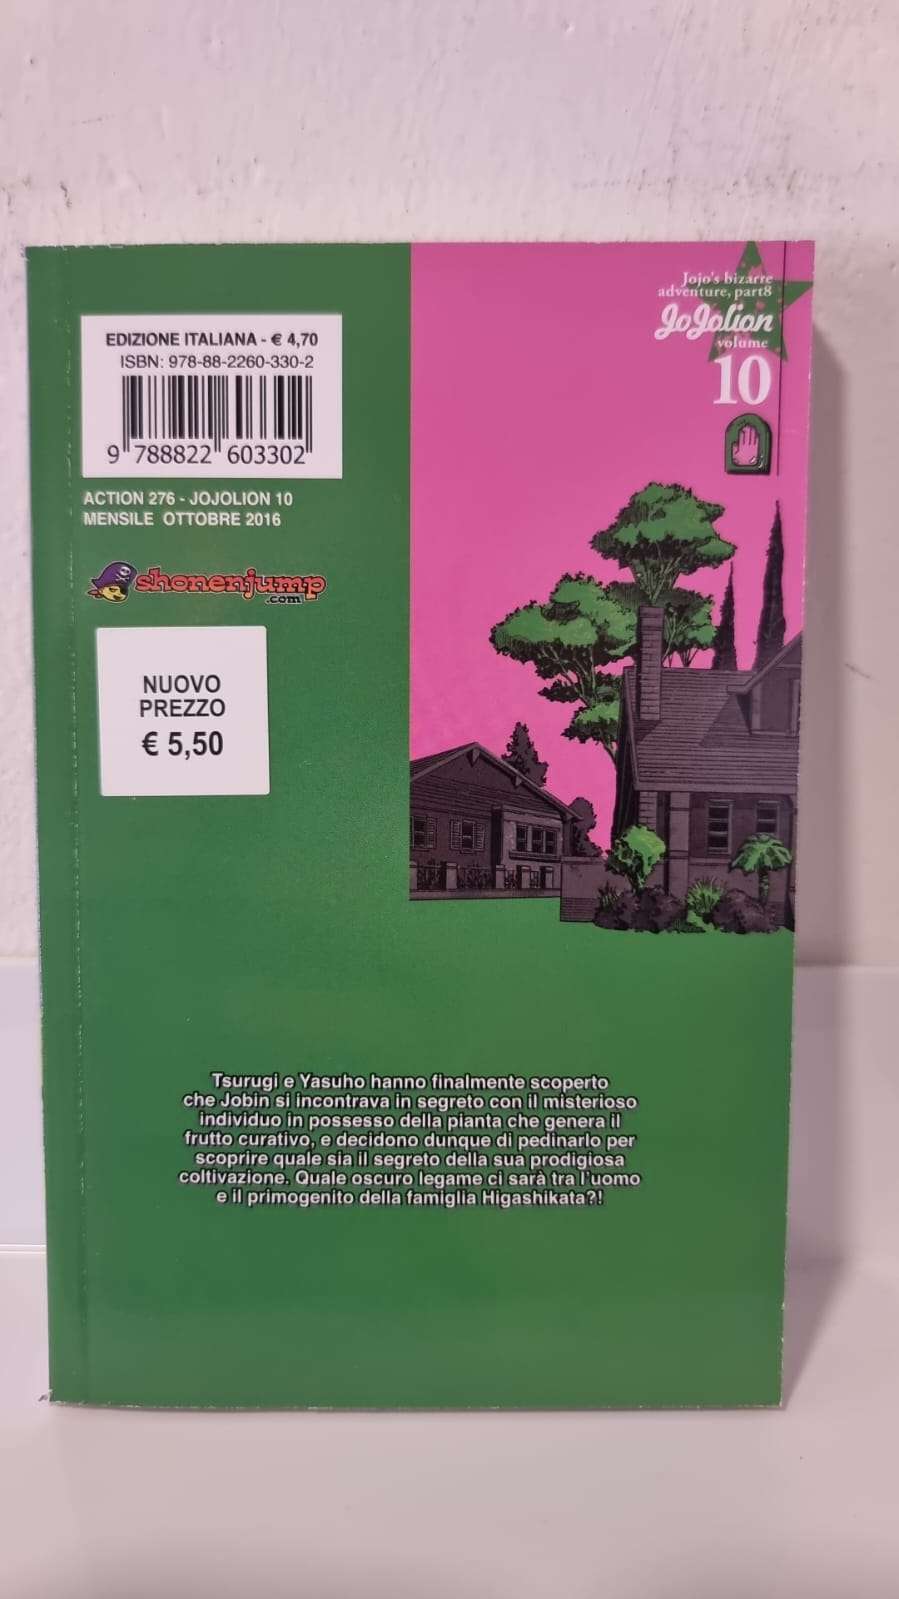 EDIZIONE ITALIANA - € 4,70
ISBN: 978-88-2260-330-2
9 788822 603302
ACTION 276 - JOJOLION 10
MENSILE OTTOBRE 2016
shonenjump
.com
NUOVO
PREZZO
€ 5,50
Jojo's bizarre
adventure, part8
JoJolion
volume
10
Tsurugi e Yasuho hanno finalmente scoperto
che Jobin si incontrava in segreto con il misterioso
individuo in possesso della pianta che genera il
frutto curativo, e decidono dunque di pedinarlo per
scoprire quale sia il segreto della sua prodigiosa
coltivazione. Quale oscuro legame ci sarà tra l'uomo
e il primogenito della famiglia Higashikata?!